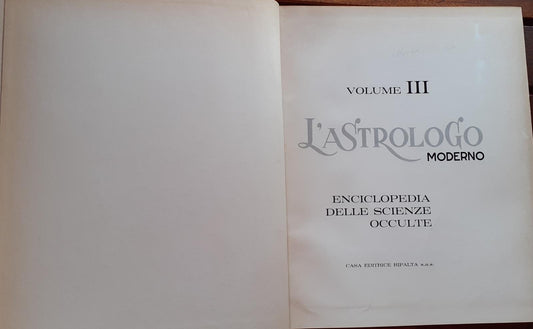 VOLUME III
L'ASTROLOGO
MODERNO
ENCICLOPEDIA
DELLE SCIENZE
OCCULTE
CASA EDITRICE RIPALTA s.a.s.